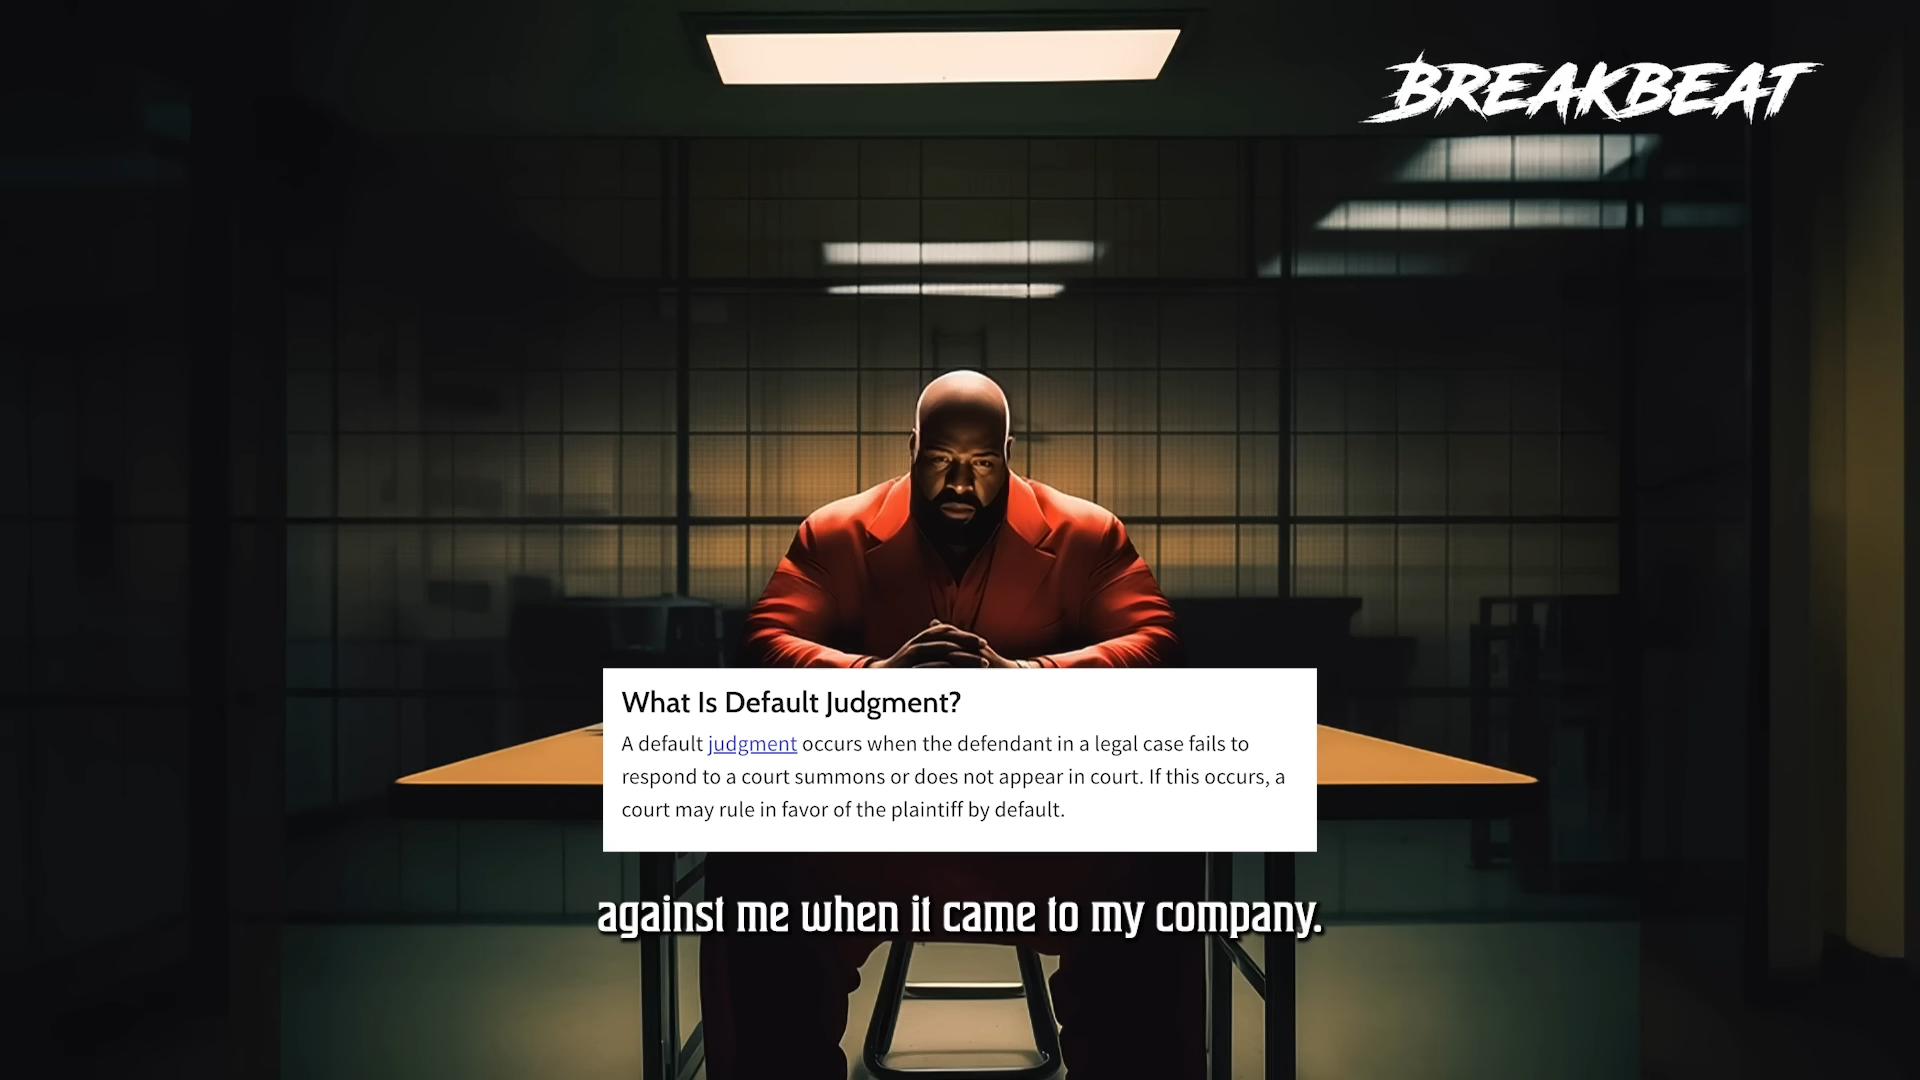 BREAKBEAT
What Is Default Judgment?
A default judgment occurs when the defendant in a legal case fails to
respond to a court summons or does not appear in court. If this occurs, a
court may rule in favor of the plaintiff by default.
against me when it came to my company.